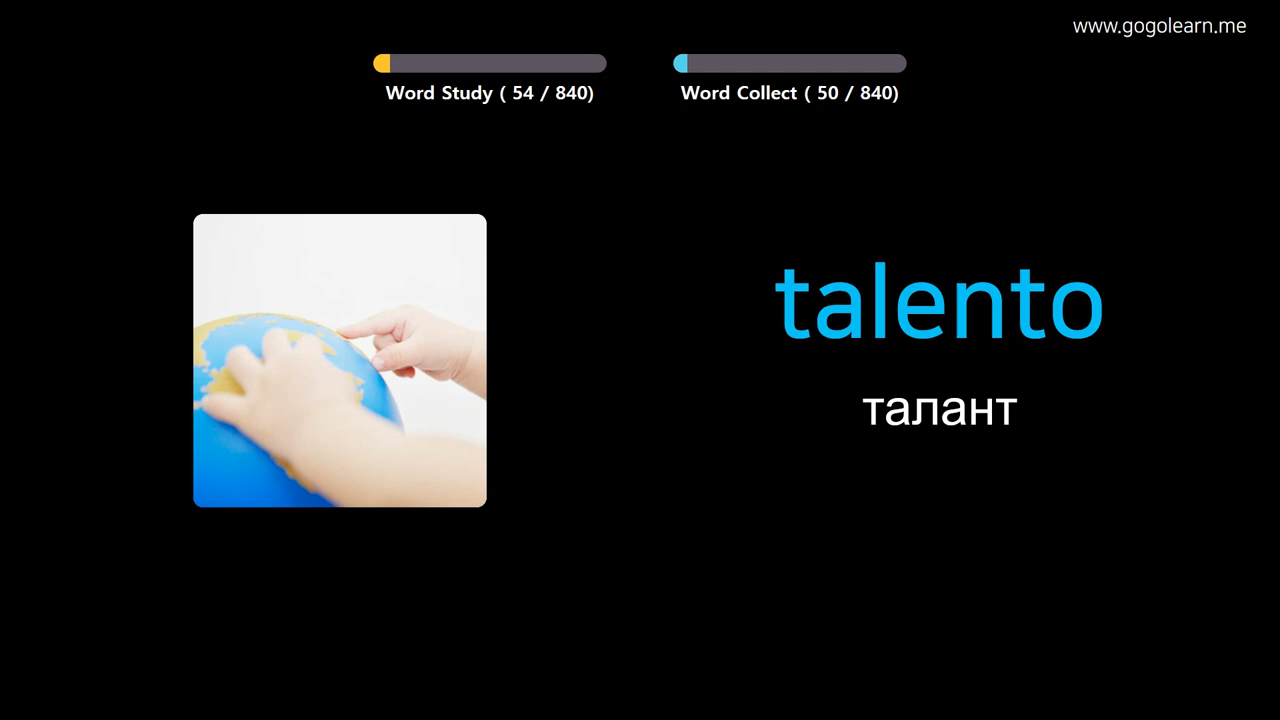 www.gogolearn.me
Word Study ( 54 / 840)
Word Collect ( 50 / 840)
talento
талант